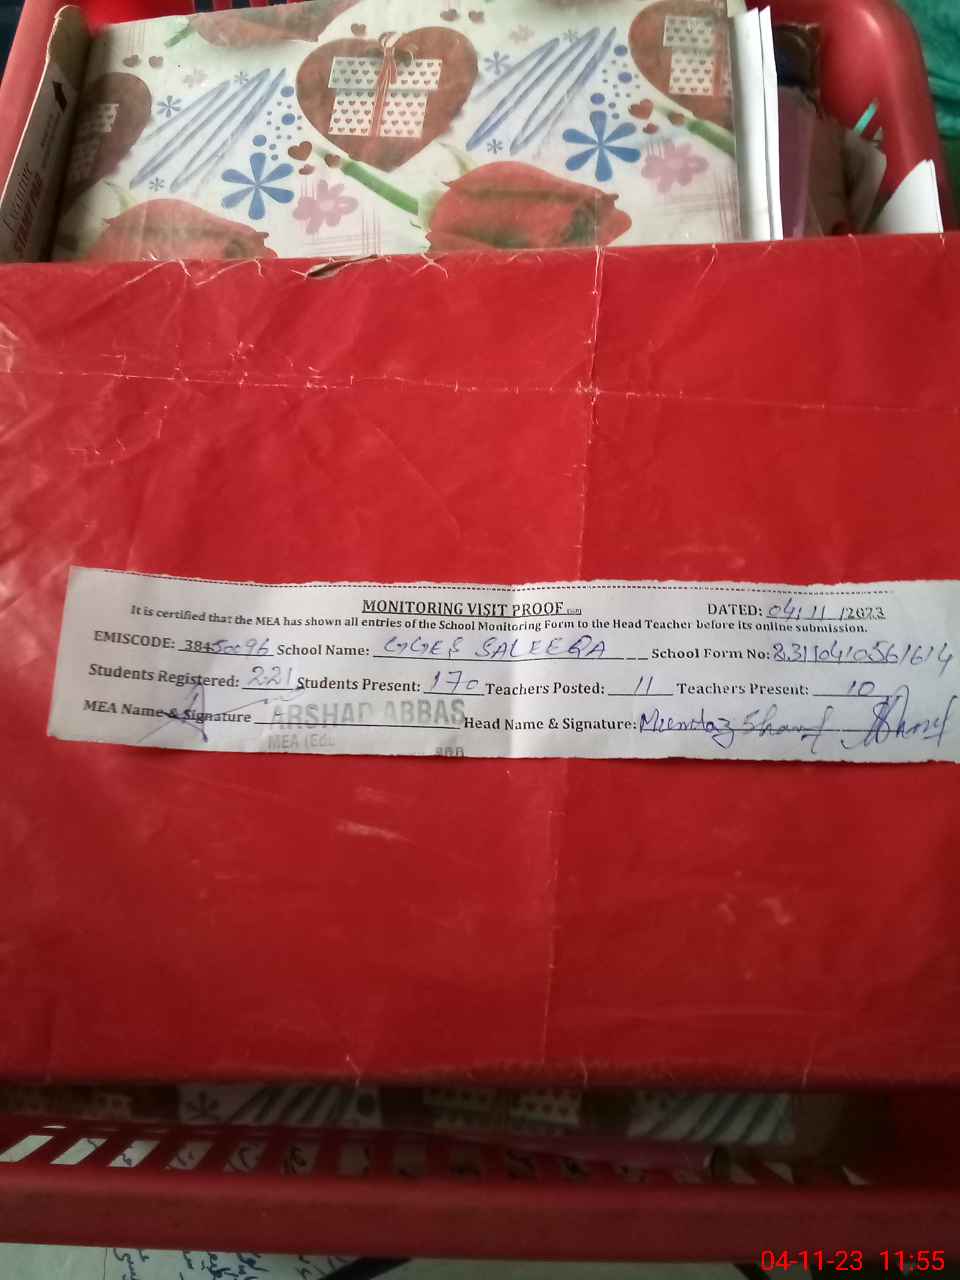 MONITORING VISIT PROOF
DATED: 04/11/2023
It is certified that the MEA has shown all entries of the School Monitoring Form to the Head Teacher before its online submission.
EMISCODE: 38450096 School Name: GGES SALEERA School Form No: 83110410561614
Students Registered: 221 Students Present: 170 Teachers Posted: 11 Teachers Present: 10
MEA Name & Signature ARSHAD ABBAS Head Name & Signature: Mumtaz Sharif
MEA (Edu
04-11-23 11:55